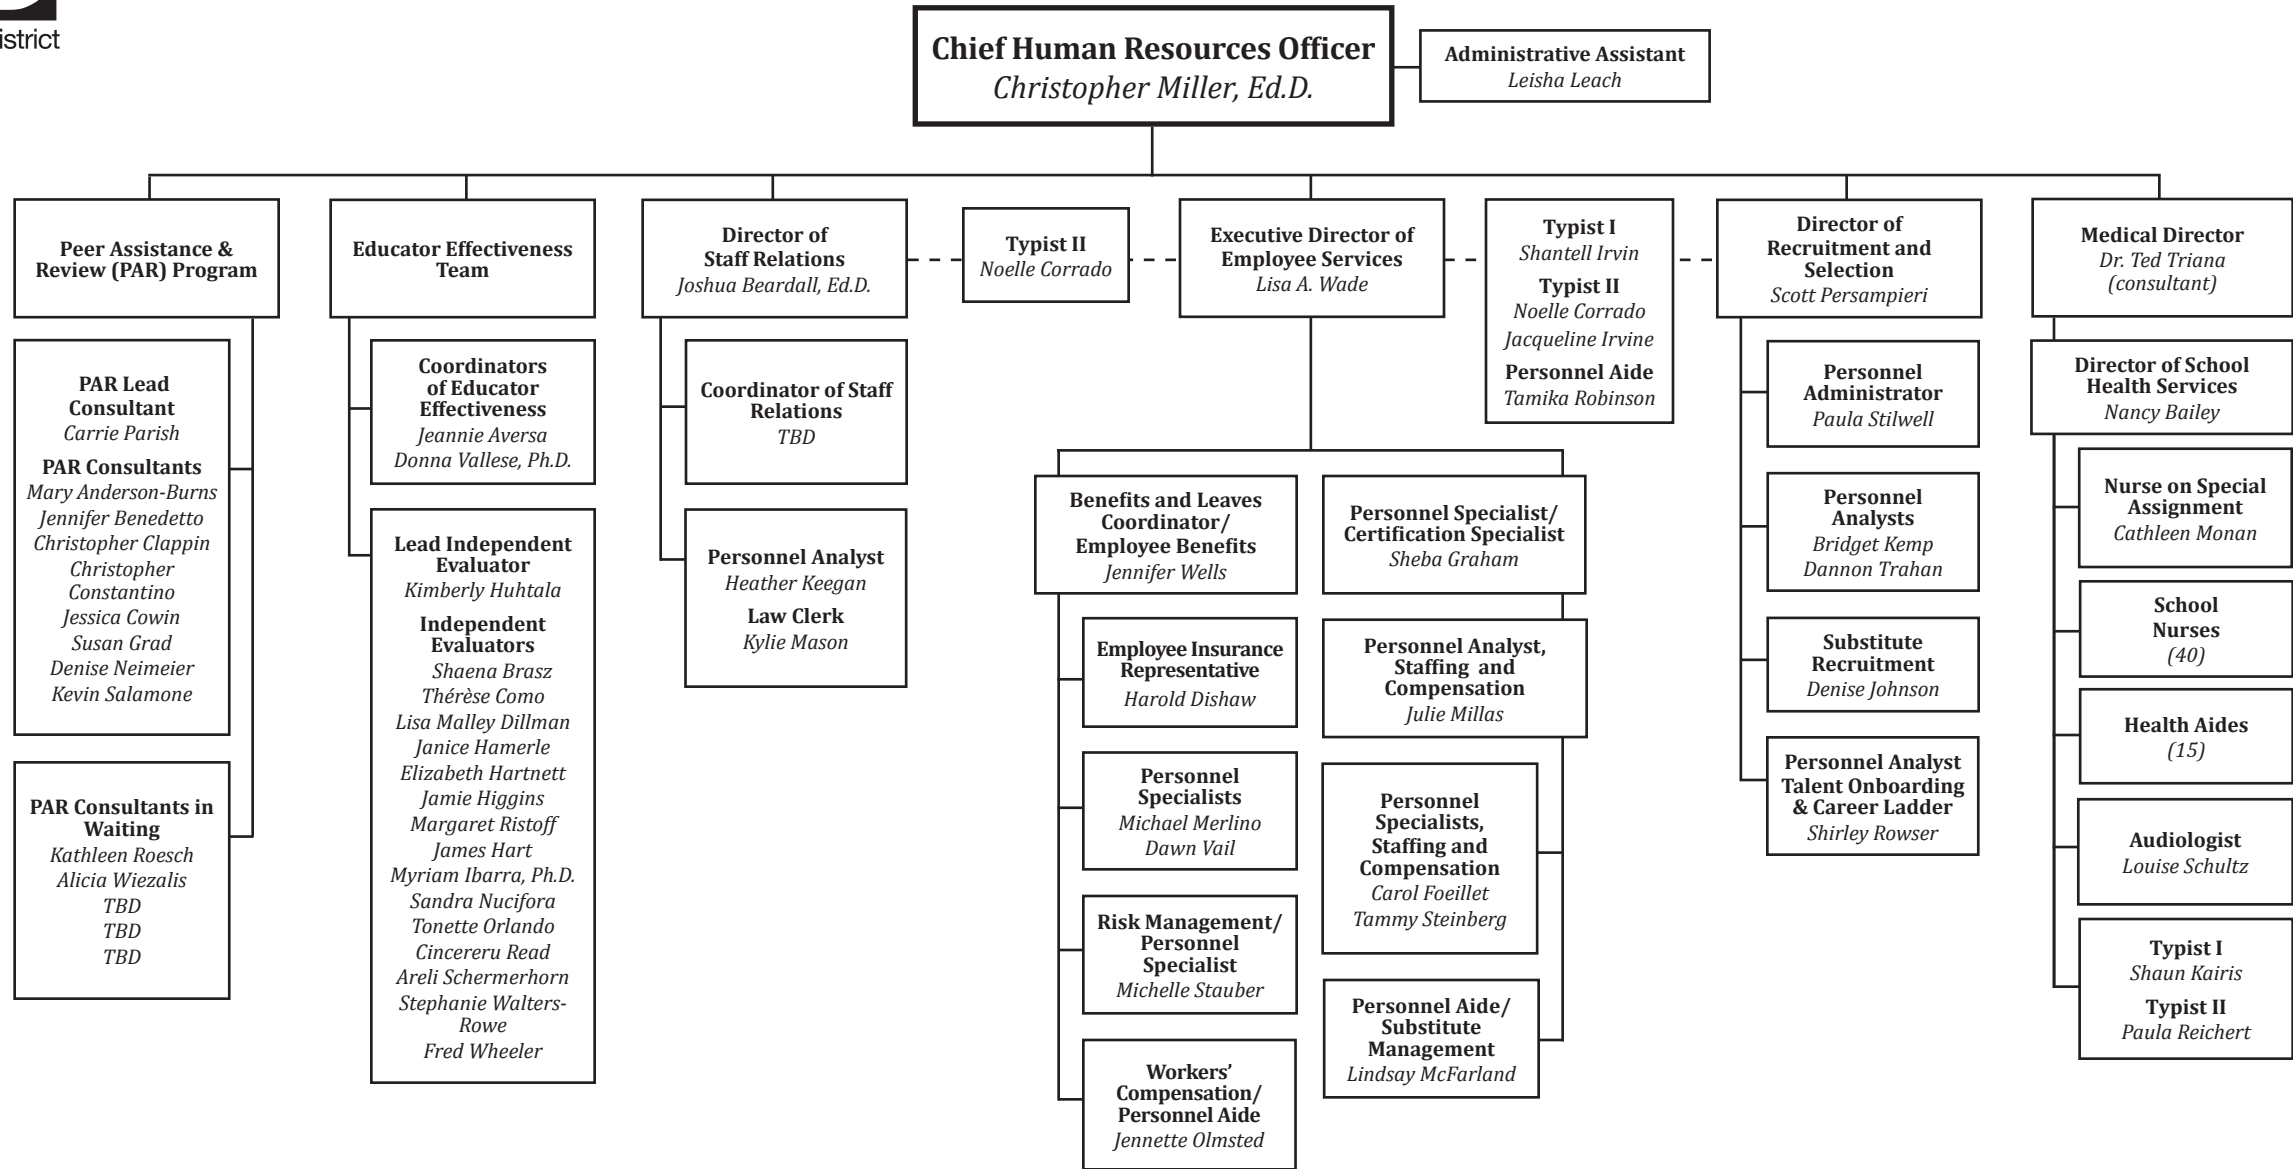 istrict
Chief Human Resources Officer
Christopher Miller, Ed.D.
Administrative Assistant
Leisha Leach
Peer Assistance &
Review (PAR) Program
Educator Effectiveness
Team
Director of
Staff Relations
Joshua Beardall, Ed.D.
Typist II
Noelle Corrado
Executive Director of
Employee Services
Lisa A. Wade
Typist I
Shantell Irvin
Typist II
Noelle Corrado
Jacqueline Irvine
Personnel Aide
Tamika Robinson
Director of
Recruitment and
Selection
Scott Persampieri
Medical Director
Dr. Ted Triana
(consultant)
PAR Lead
Consultant
Carrie Parish
PAR Consultants
Mary Anderson-Burns
Jennifer Benedetto
Christopher Clappin
Christopher
Constantino
Jessica Cowin
Susan Grad
Denise Neimeier
Kevin Salamone
PAR Consultants in
Waiting
Kathleen Roesch
Alicia Wiezalis
TBD
TBD
TBD
Coordinators
of Educator
Effectiveness
Jeannie Aversa
Donna Vallese, Ph.D.
Lead Independent
Evaluator
Kimberly Huhtala
Independent
Evaluators
Shaena Brasz
Thérèse Como
Lisa Malley Dillman
Janice Hamerle
Elizabeth Hartnett
Jamie Higgins
Margaret Ristoff
James Hart
Myriam Ibarra, Ph.D.
Sandra Nucifora
Tonette Orlando
Cincereru Read
Areli Schermerhorn
Stephanie Walters-
Rowe
Fred Wheeler
Coordinator of Staff
Relations
TBD
Personnel Analyst
Heather Keegan
Law Clerk
Kylie Mason
Benefits and Leaves
Coordinator/
Employee Benefits
Jennifer Wells
Employee Insurance
Representative
Harold Dishaw
Personnel
Specialists
Michael Merlino
Dawn Vail
Risk Management/
Personnel
Specialist
Michelle Stauber
Workers'
Compensation/
Personnel Aide
Jennette Olmsted
Personnel Specialist/
Certification Specialist
Sheba Graham
Personnel Analyst,
Staffing and
Compensation
Julie Millas
Personnel
Specialists,
Staffing and
Compensation
Carol Foeillet
Tammy Steinberg
Personnel Aide/
Substitute
Management
Lindsay McFarland
Personnel
Administrator
Paula Stilwell
Personnel
Analysts
Bridget Kemp
Dannon Trahan
Substitute
Recruitment
Denise Johnson
Personnel Analyst
Talent Onboarding
& Career Ladder
Shirley Rowser
Director of School
Health Services
Nancy Bailey
Nurse on Special
Assignment
Cathleen Monan
School
Nurses
(40)
Health Aides
(15)
Audiologist
Louise Schultz
Typist I
Shaun Kairis
Typist II
Paula Reichert